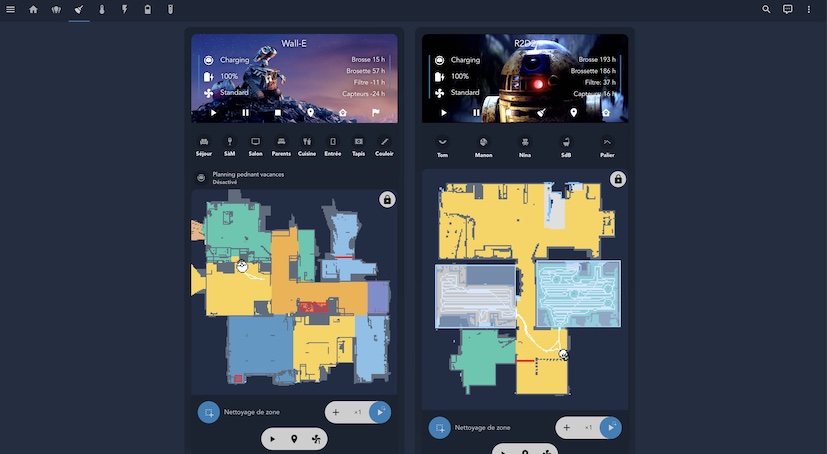 Wall-E
Charging
100%
Standard
Brosse 15 h
Brossette 57 h
Filtre -11 h
Capteurs -24 h
Séjour SàM Salon Parents Cuisine Entrée Tapis Couloir
Planning pednant vacances
Désactivé
Nettoyage de zone
+1
R2D2
Charging
100%
Standard
Brosse 193 h
Brossette 186 h
Filtre: 37 h
Capteurs: 16 h
Tom Manon Nina SdB Palier
Nettoyage de zone
×1